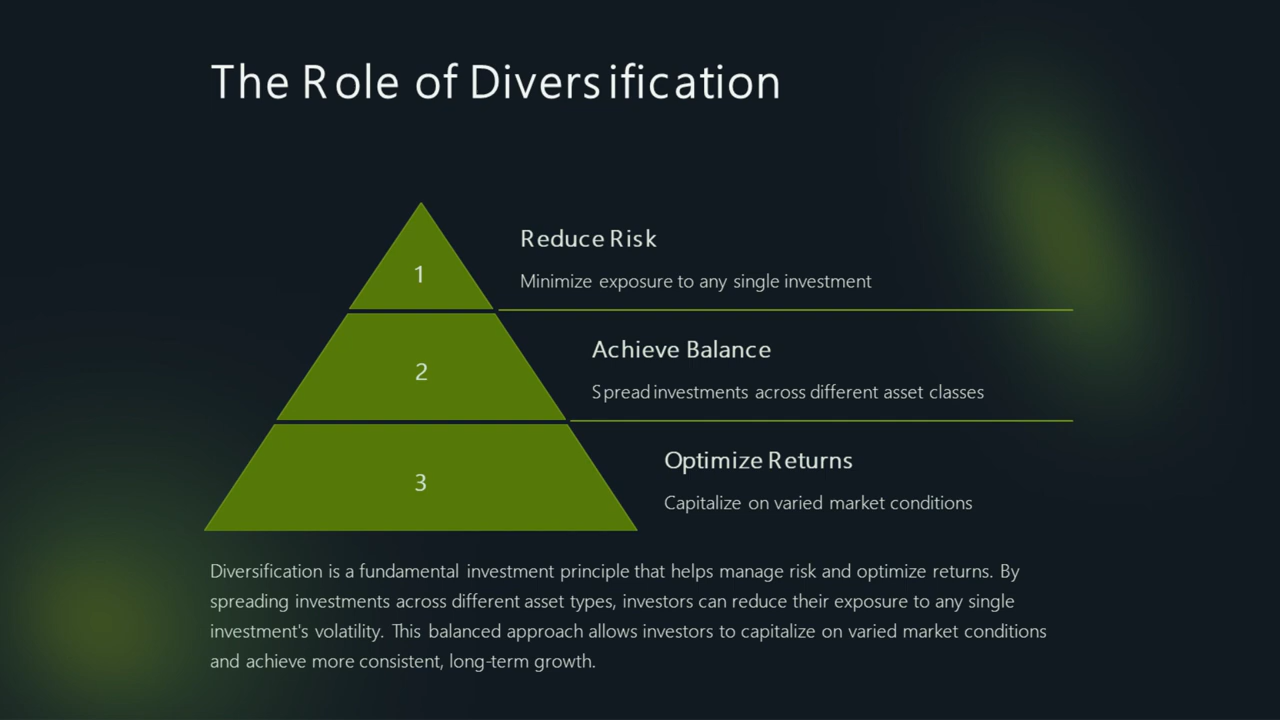 The Role of Diversification
1
Reduce Risk
Minimize exposure to any single investment
2
Achieve Balance
Spread investments across different asset classes
3
Optimize Returns
Capitalize on varied market conditions
Diversification is a fundamental investment principle that helps manage risk and optimize returns. By
spreading investments across different asset types, investors can reduce their exposure to any single
investment's volatility. This balanced approach allows investors to capitalize on varied market conditions
and achieve more consistent, long-term growth.